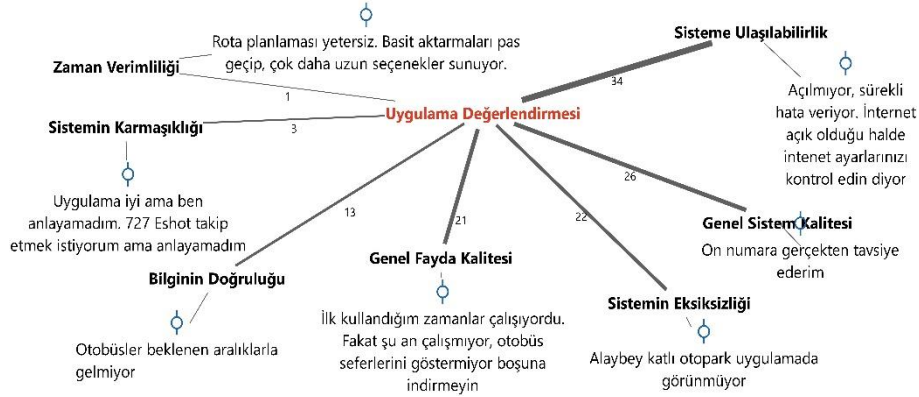 Zaman Verimliliği
Rota planlaması yetersiz. Basit aktarmaları pas
geçip, çok daha uzun seçenekler sunuyor.
1
Sistemin Karmaşıklığı
3
Uygulama iyi ama ben
anlayamadım. 727 Eshot takip
etmek istiyorum ama anlayamadım
Uygulama Değerlendirmesi
Sisteme Ulaşılabilirlik
34
Açılmıyor, sürekli
hata veriyor. İnternet
açık olduğu halde
intenet ayarlarınızı
kontrol edin diyor
13
Bilginin Doğruluğu
Otobüsler beklenen aralıklarla
gelmiyor
21
Genel Fayda Kalitesi
İlk kullandığım zamanlar çalışıyordu.
Fakat şu an çalışmıyor, otobüs
seferlerini göstermiyor boşuna
indirmeyin
22
Sistemin Eksiksizliği
Alaybey katlı otopark uygulamada
görünmüyor
26
Genel Sistem Kalitesi
On numara gerçekten tavsiye
ederim